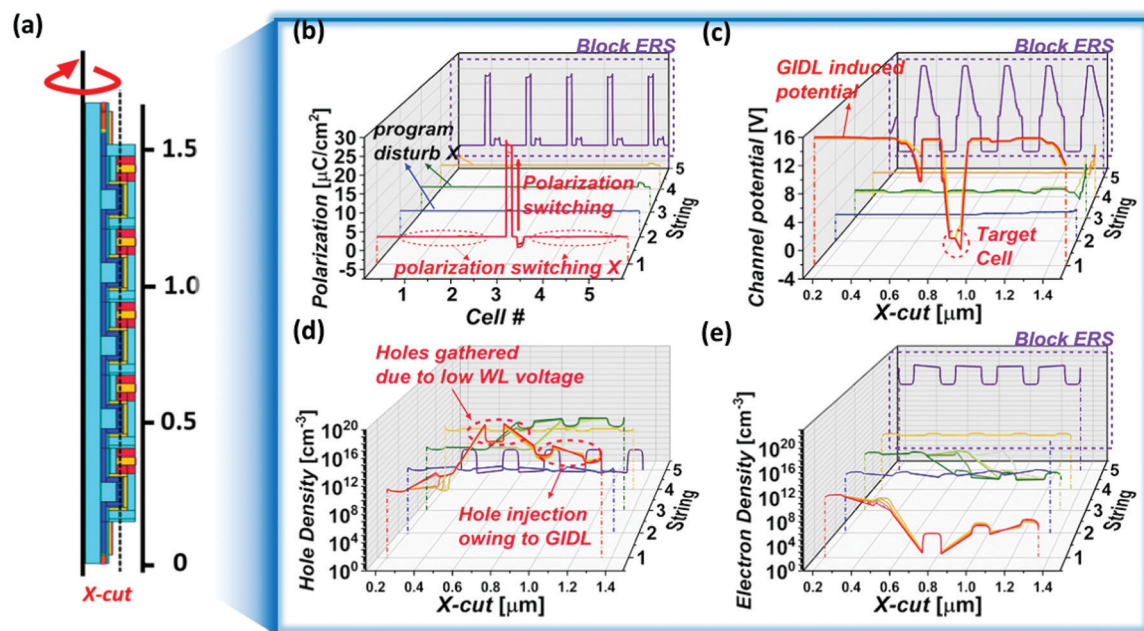 (a)
1.5
1.0
0.5
0
X-cut
(b)
Block ERS
Polarization [μC/cm²]
30
25
20
15
10
5
0
-5
program
disturb X
Polarization
switching
polarization switching X
1
2
3
4
5
Cell #
1
2
3
4
5
String
(c)
Block ERS
GIDL induced
potential
Channel potential [V]
16
12
8
4
0
-4
Target
Cell
0.2
0.4
0.6
0.8
1.0
1.2
1.4
X-cut [μm]
1
2
3
4
5
String
(d)
Holes gathered
due to low WL voltage
Hole Density [cm⁻³]
10²⁰
10¹⁶
10¹²
10⁸
10⁴
10⁰
Hole injection
owing to GIDL
0.2
0.4
0.6
0.8
1.0
1.2
1.4
X-cut [μm]
1
2
3
4
5
String
(e)
Block ERS
Electron Density [cm⁻³]
10²⁰
10¹⁶
10¹²
10⁸
10⁴
10⁰
0.2
0.4
0.6
0.8
1.0
1.2
1.4
X-cut [μm]
1
2
3
4
5
String